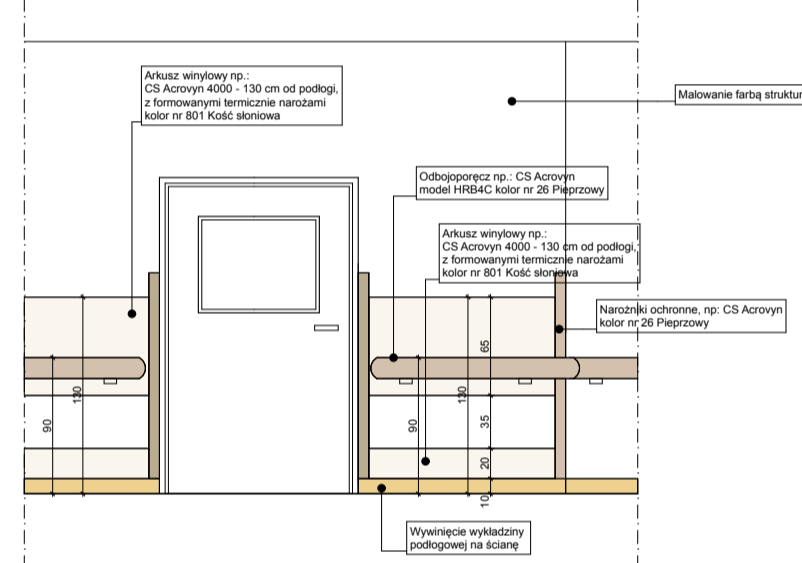 Arkusz winylowy np.:
CS Acrovyn 4000 - 130 cm od podłogi,
z formowanymi termicznie narożami
kolor nr 801 Kość słoniowa
Malowanie farbą struktur
Odbojoporęcz np.: CS Acrovyn
model HRB4C kolor nr 26 Pieprzowy
Arkusz winylowy np.:
CS Acrovyn 4000 - 130 cm od podłogi,
z formowanymi termicznie narożami
kolor nr 801 Kość słoniowa
Narożniki ochronne, np: CS Acrovyn
kolor nr 26 Pieprzowy
65
130
130
90
90
35
20
10
Wywinięcie wykładziny
podłogowej na ścianę